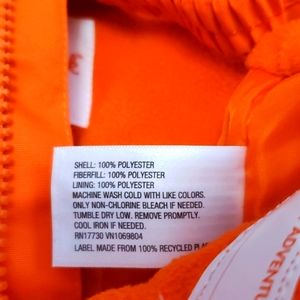 SHELL: 100% POLYESTER
FIBERFILL: 100% POLYESTER
LINING: 100% POLYESTER
MACHINE WASH COLD WITH LIKE COLORS.
ONLY NON-CHLORINE BLEACH IF NEEDED.
TUMBLE DRY LOW. REMOVE PROMPTLY.
COOL IRON IF NEEDED.
RN17730 VN1069804
LABEL MADE FROM 100% RECYCLED